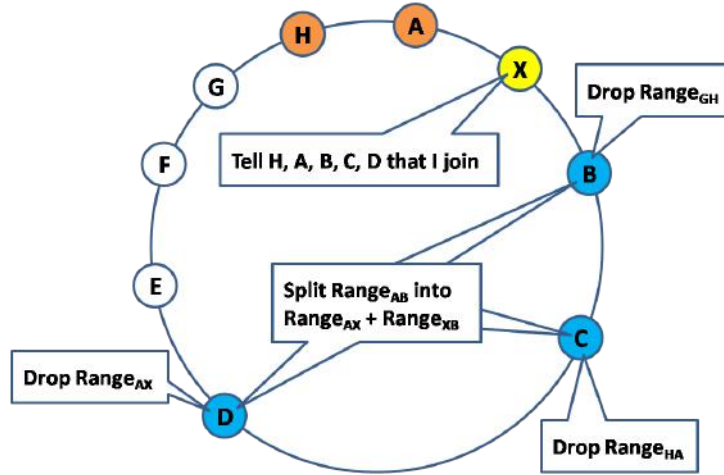 H
A
X
G
Drop Range_GH
Tell H, A, B, C, D that I join
F
B
E
Split Range_AB into
Range_AX + Range_XB
C
Drop Range_AX
D
Drop Range_HA